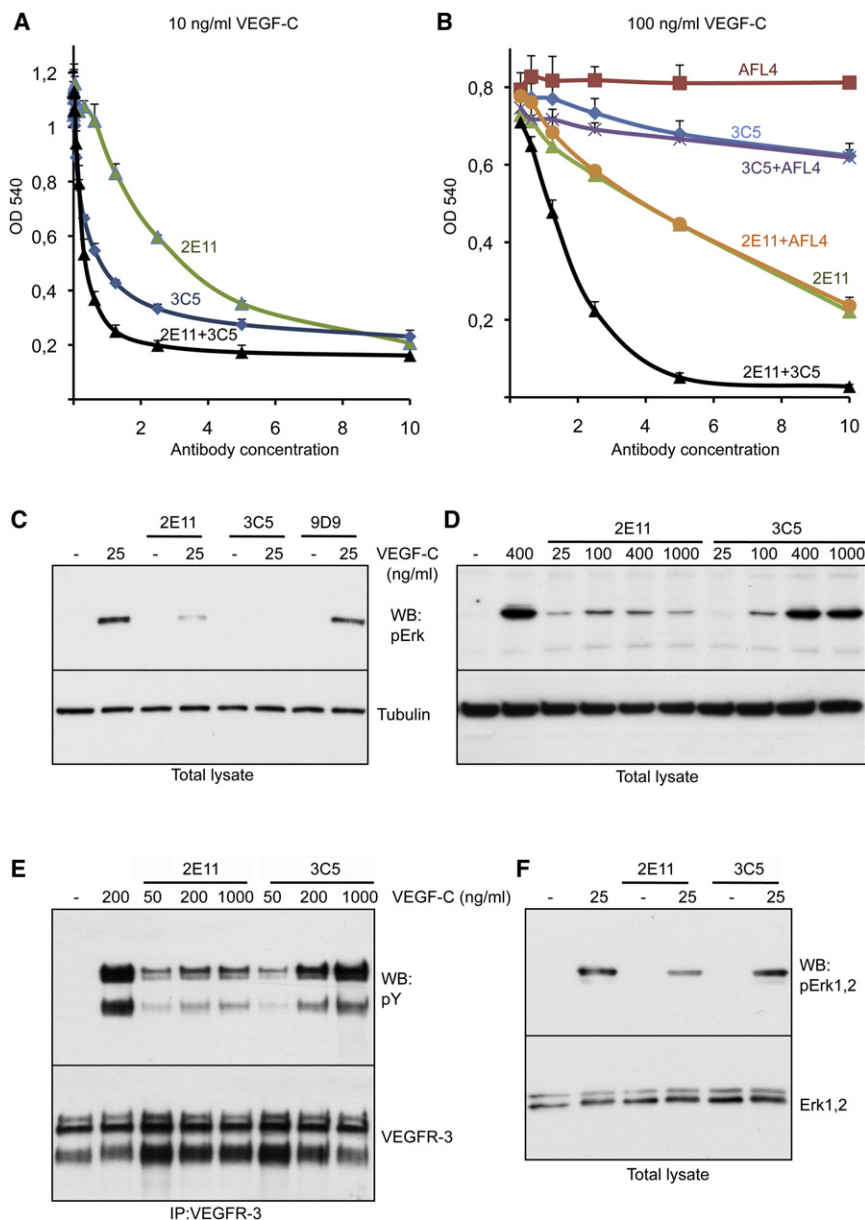 A
10 ng/ml VEGF-C
1,2
1
0,8
0,6
0,4
0,2
OD 540
2E11
3C5
2E11+3C5
2 4 6 8 10
Antibody concentration
B
100 ng/ml VEGF-C
0,8
0,6
0,4
0,2
OD 540
AFL4
3C5
3C5+AFL4
2E11+AFL4
2E11
2E11+3C5
2 4 6 8 10
Antibody concentration
C
2E11 3C5 9D9
- 25 - 25 - 25 - 25
VEGF-C
(ng/ml)
WB:
pErk
Tubulin
Total lysate
D
2E11 3C5
- 400 25 100 400 1000 25 100 400 1000
Total lysate
E
2E11 3C5
- 200 50 200 1000 50 200 1000 VEGF-C (ng/ml)
WB:
pY
VEGFR-3
IP:VEGFR-3
F
2E11 3C5
- 25 - 25 - 25
WB:
pErk1,2
Erk1,2
Total lysate